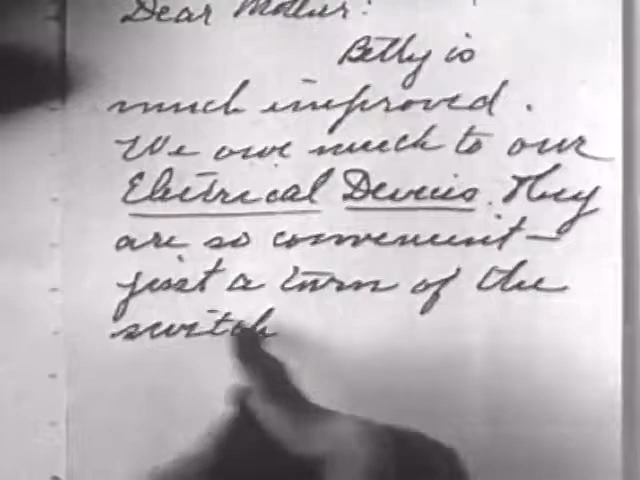 Dear Mother:
Betty is
much improved.
We owe much to our
Electrical Devices. They
are so convenient -
just a turn of the
switch